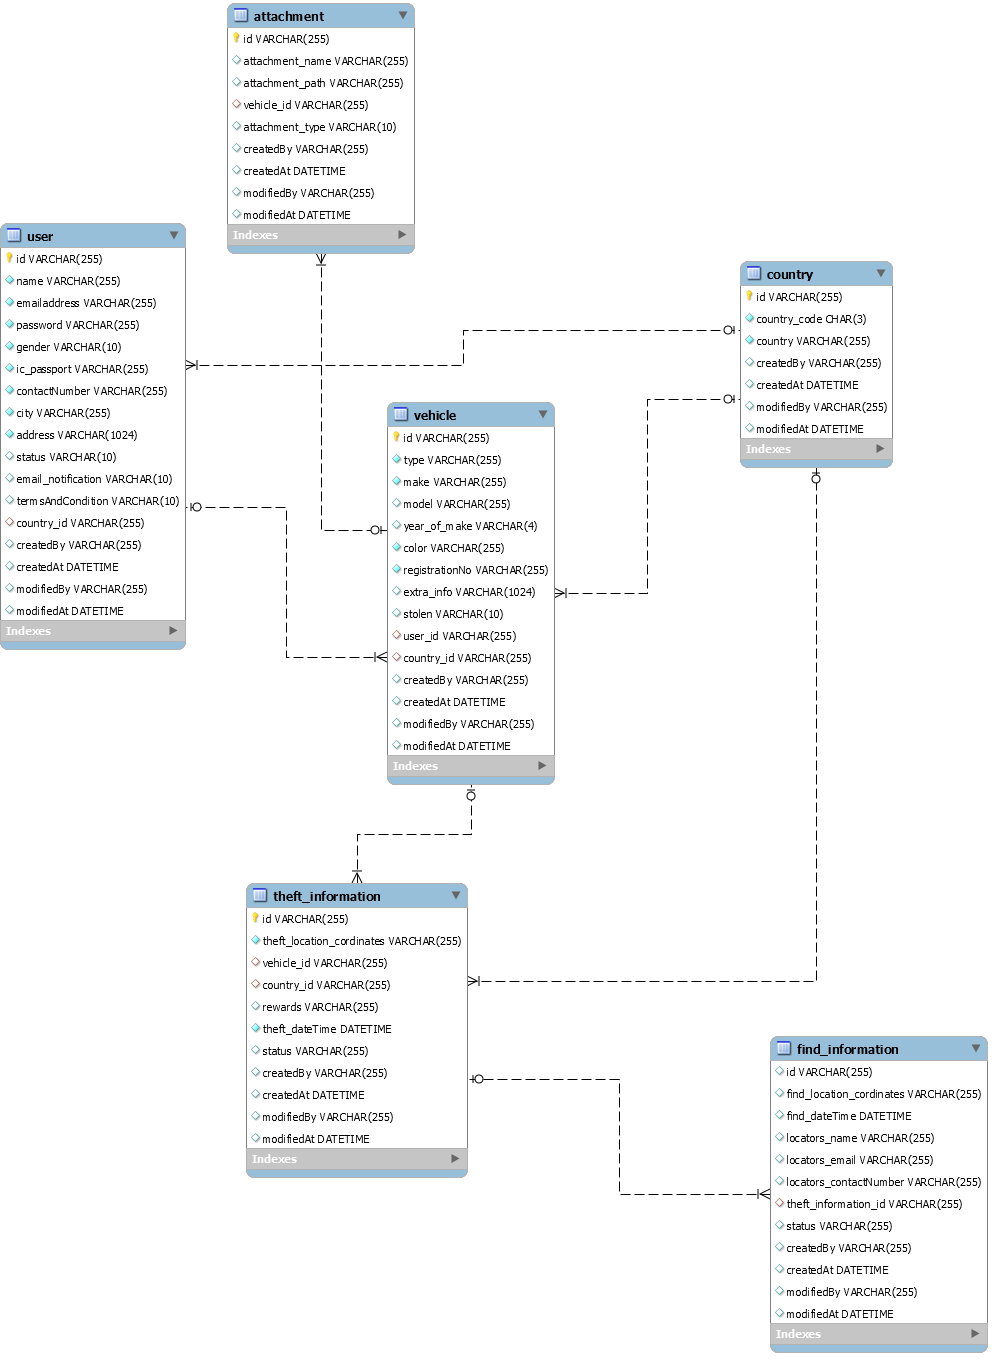 attachment
id VARCHAR(255)
attachment_name VARCHAR(255)
attachment_path VARCHAR(255)
vehicle_id VARCHAR(255)
attachment_type VARCHAR(10)
createdBy VARCHAR(255)
createdAt DATETIME
modifiedBy VARCHAR(255)
modifiedAt DATETIME
Indexes
user
id VARCHAR(255)
name VARCHAR(255)
emailaddress VARCHAR(255)
password VARCHAR(255)
gender VARCHAR(10)
ic_passport VARCHAR(255)
contactNumber VARCHAR(255)
city VARCHAR(255)
address VARCHAR(1024)
status VARCHAR(10)
email_notification VARCHAR(10)
termsAndCondition VARCHAR(10)
country_id VARCHAR(255)
createdBy VARCHAR(255)
createdAt DATETIME
modifiedBy VARCHAR(255)
modifiedAt DATETIME
Indexes
country
id VARCHAR(255)
country_code CHAR(3)
country VARCHAR(255)
createdBy VARCHAR(255)
createdAt DATETIME
modifiedBy VARCHAR(255)
modifiedAt DATETIME
Indexes
vehicle
id VARCHAR(255)
type VARCHAR(255)
make VARCHAR(255)
model VARCHAR(255)
year_of_make VARCHAR(4)
color VARCHAR(255)
registrationNo VARCHAR(255)
extra_info VARCHAR(1024)
stolen VARCHAR(10)
user_id VARCHAR(255)
country_id VARCHAR(255)
createdBy VARCHAR(255)
createdAt DATETIME
modifiedBy VARCHAR(255)
modifiedAt DATETIME
Indexes
theft_information
id VARCHAR(255)
theft_location_cordinates VARCHAR(255)
vehicle_id VARCHAR(255)
country_id VARCHAR(255)
rewards VARCHAR(255)
theft_dateTime DATETIME
status VARCHAR(255)
createdBy VARCHAR(255)
createdAt DATETIME
modifiedBy VARCHAR(255)
modifiedAt DATETIME
Indexes
find_information
id VARCHAR(255)
find_location_cordinates VARCHAR(255)
find_dateTime DATETIME
locators_name VARCHAR(255)
locators_email VARCHAR(255)
locators_contactNumber VARCHAR(255)
theft_information_id VARCHAR(255)
status VARCHAR(255)
createdBy VARCHAR(255)
createdAt DATETIME
modifiedBy VARCHAR(255)
modifiedAt DATETIME
Indexes